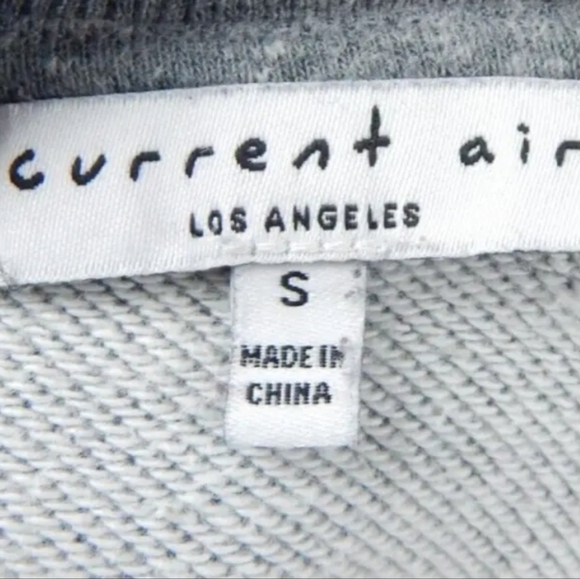 current air
LOS ANGELES
S
MADE IN
CHINA